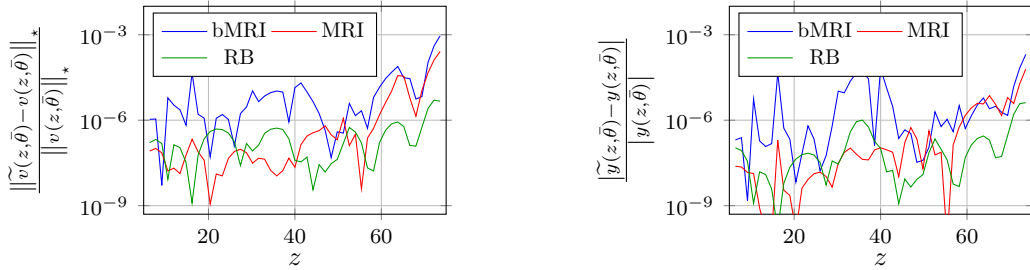 ||ṽ(z,θ̄)−v(z,θ̄)||⋆
||v(z,θ̄)||⋆
10⁻³
10⁻⁶
10⁻⁹
bMRI MRI
RB
20 40 60
z
|ỹ(z,θ̄)−y(z,θ̄)|
|y(z,θ̄)|
10⁻³
10⁻⁶
10⁻⁹
bMRI MRI
RB
20 40 60
z